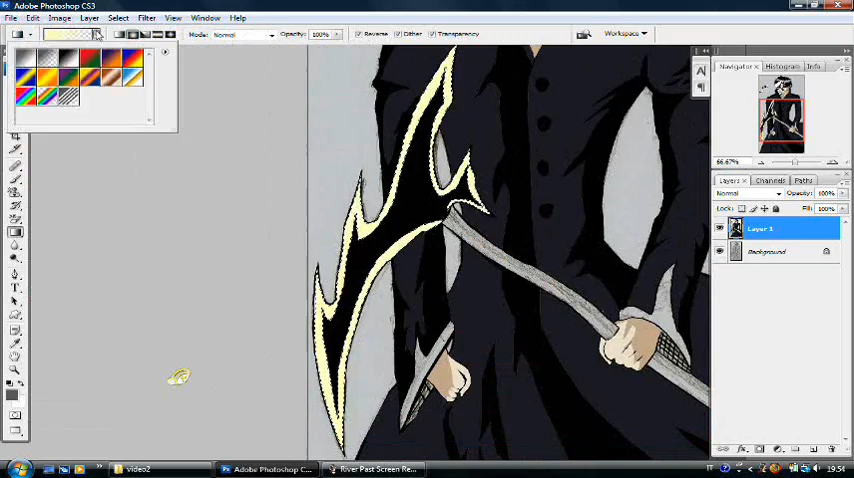 Adobe Photoshop CS3
File Edit Image Layer Select Filter View Window Help
Mode: Normal Opacity: 100% Reverse Dither Transparency Workspace
Navigator x Histogram Info
66.67%
Layers x Channels Paths
Normal Opacity: 100%
Lock: Fill: 100%
Layer 1
Background
video2 Adobe Photoshop C... River Past Screen Re... IT 19.54